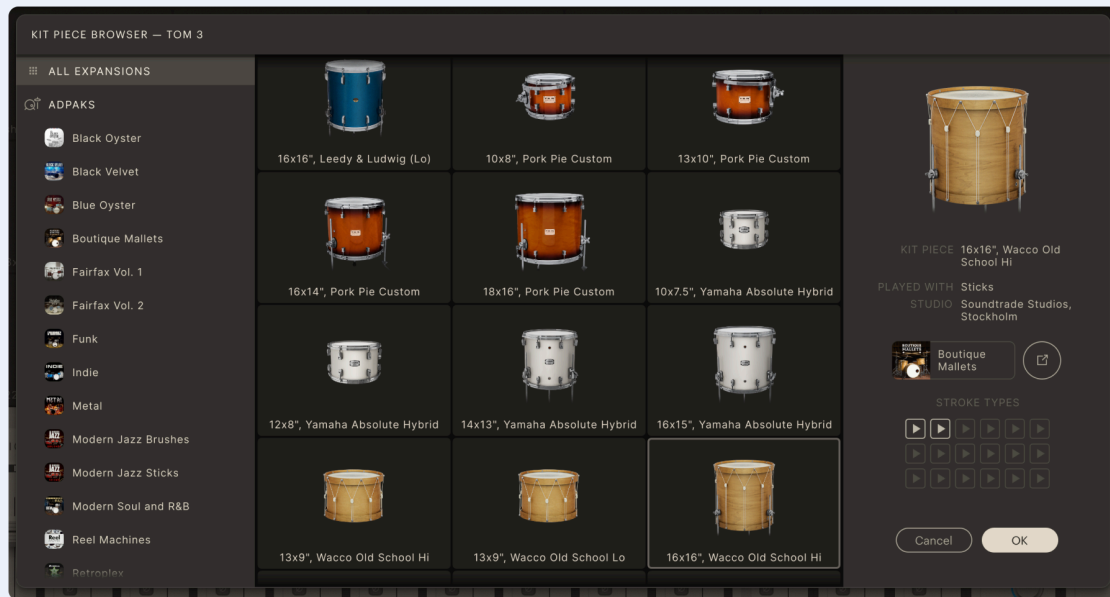 KIT PIECE BROWSER — TOM 3
ALL EXPANSIONS
ADPAKS
Black Oyster
Black Velvet
Blue Oyster
Boutique Mallets
Fairfax Vol. 1
Fairfax Vol. 2
Funk
Indie
Metal
Modern Jazz Brushes
Modern Jazz Sticks
Modern Soul and R&B
Reel Machines
Retroplex
16x16", Leedy & Ludwig (Lo)
10x8", Pork Pie Custom
13x10", Pork Pie Custom
16x14", Pork Pie Custom
18x16", Pork Pie Custom
10x7.5", Yamaha Absolute Hybrid
12x8", Yamaha Absolute Hybrid
14x13", Yamaha Absolute Hybrid
16x15", Yamaha Absolute Hybrid
13x9", Wacco Old School Hi
13x9", Wacco Old School Lo
16x16", Wacco Old School Hi
KIT PIECE 16x16", Wacco Old
School Hi
PLAYED WITH Sticks
STUDIO Soundtrade Studios,
Stockholm
BOUTIQUE
MALLETS
Boutique
Mallets
STROKE TYPES
Cancel
OK